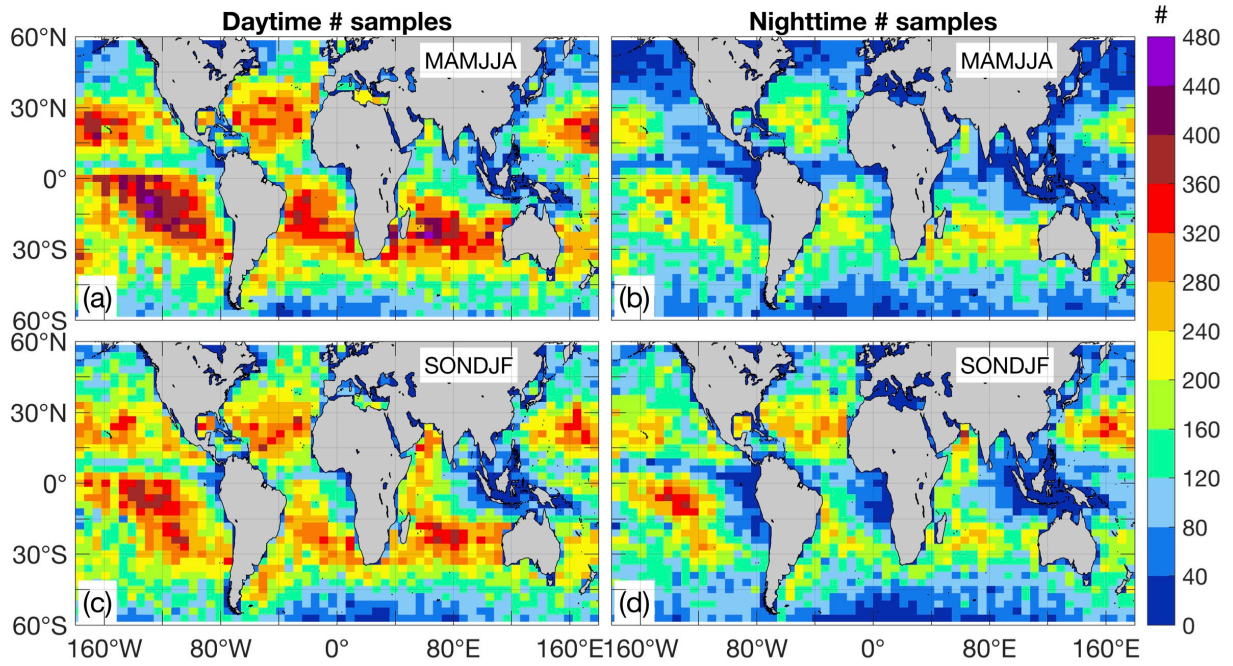 Daytime # samples
Nighttime # samples
#
60°N
30°N
0°
30°S
60°S
MAMJJA
(a)
MAMJJA
(b)
60°N
30°N
0°
30°S
60°S
SONDJF
(c)
SONDJF
(d)
160°W
80°W
0°
80°E
160°E
160°W
80°W
0°
80°E
160°E
480
440
400
360
320
280
240
200
160
120
80
40
0